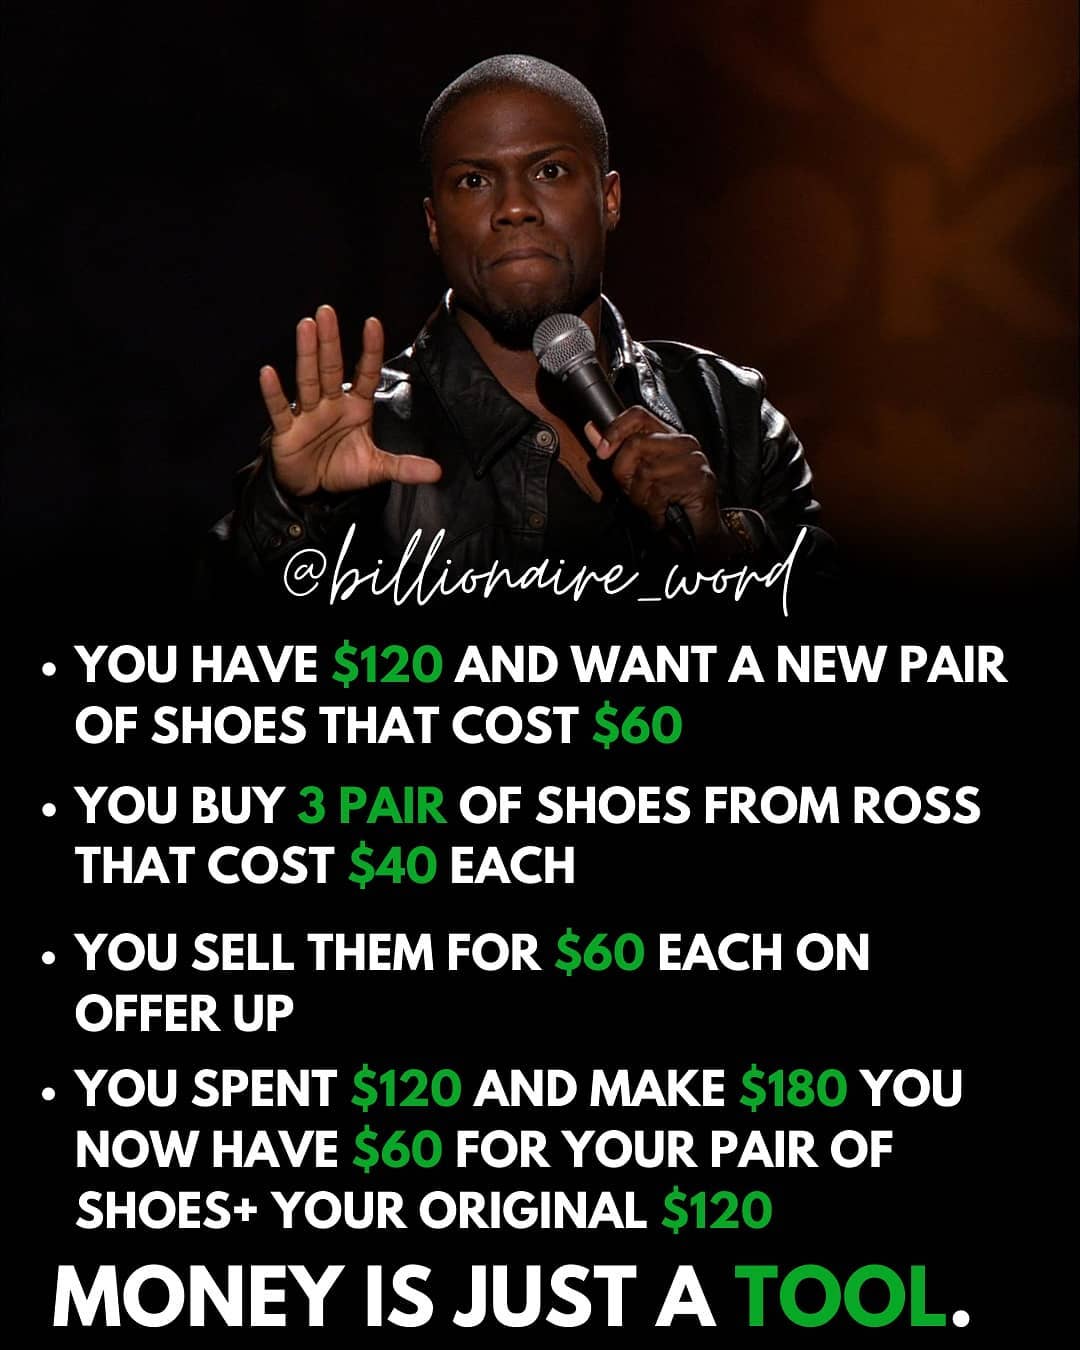 @billionaire_word
• YOU HAVE $120 AND WANT A NEW PAIR
OF SHOES THAT COST $60
• YOU BUY 3 PAIR OF SHOES FROM ROSS
THAT COST $40 EACH
• YOU SELL THEM FOR $60 EACH ON
OFFER UP
• YOU SPENT $120 AND MAKE $180 YOU
NOW HAVE $60 FOR YOUR PAIR OF
SHOES+ YOUR ORIGINAL $120
MONEY IS JUST A TOOL.